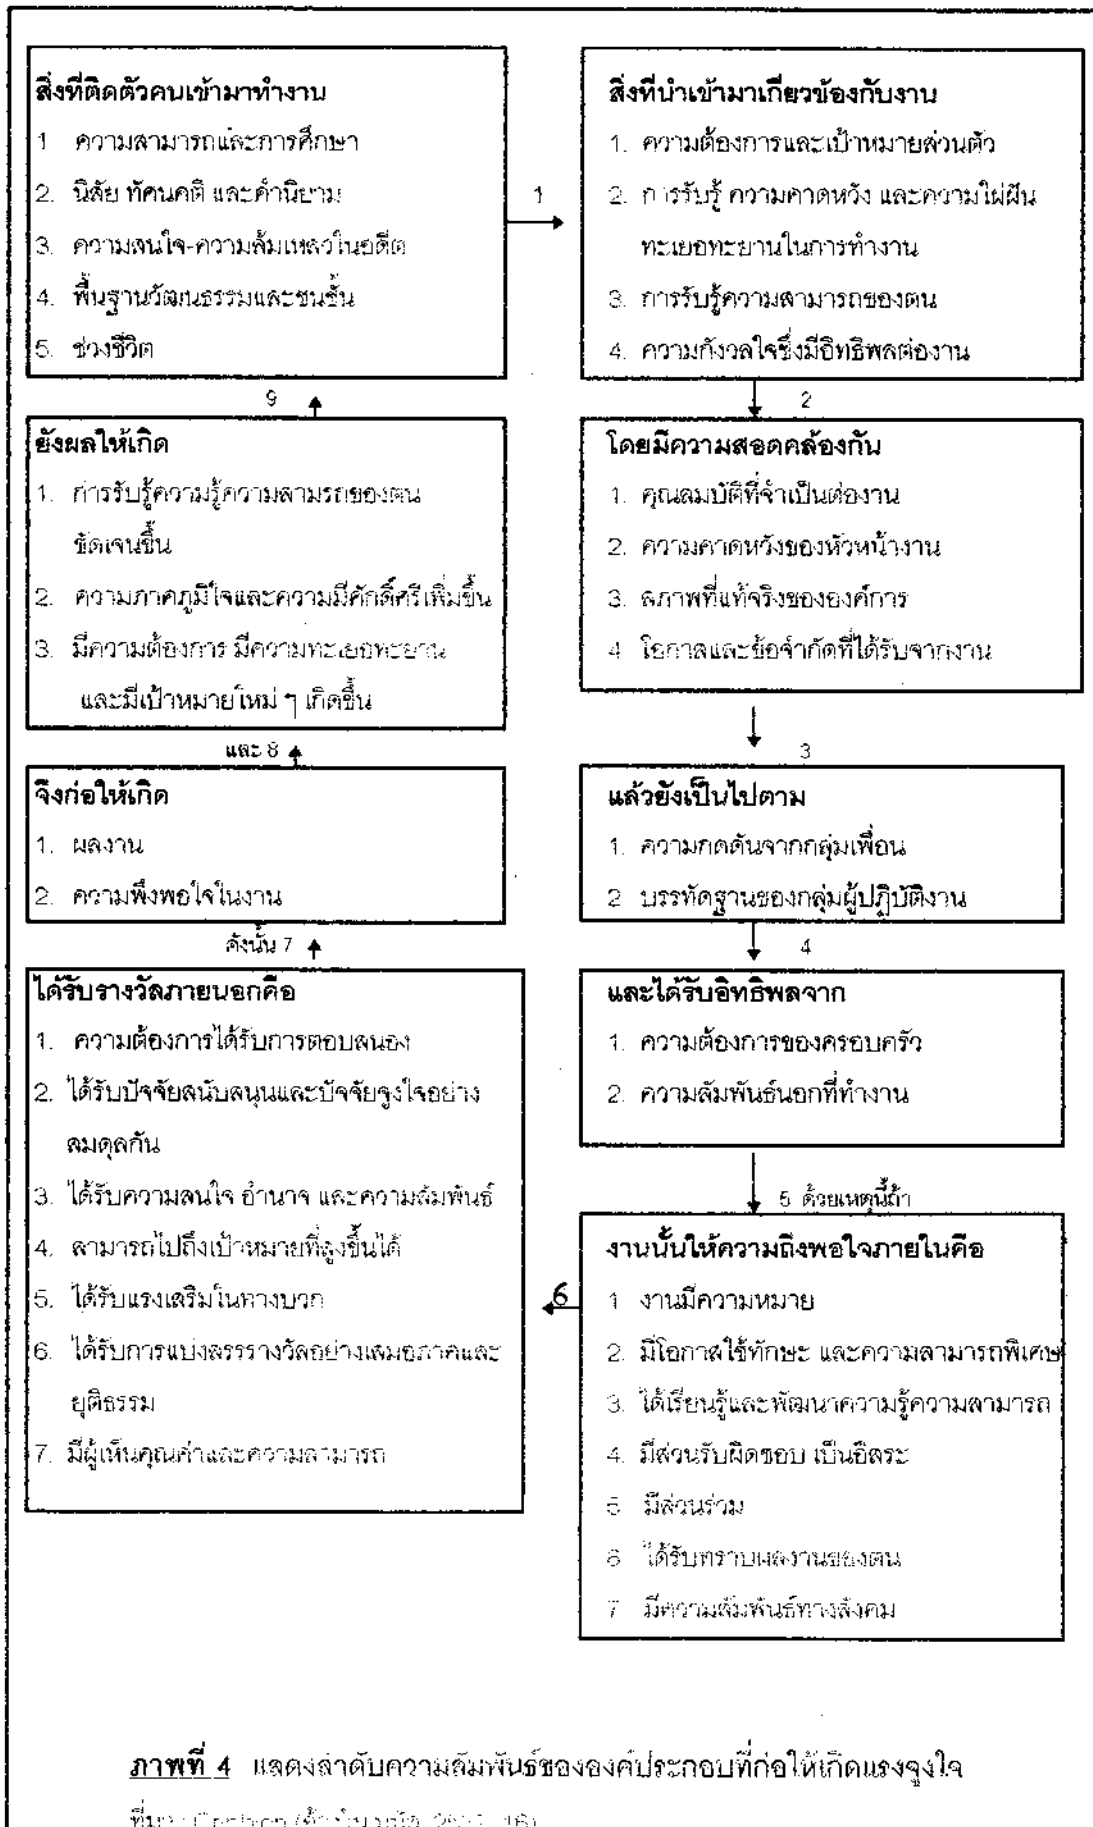 สิ่งที่ติดตัวคนเข้ามาทำงาน
1 ความสามารถและการศึกษา
2. นิสัย ทัศนคติ และค่านิยาม
3. ความสนใจ-ความล้มเหลวในอดีต
4. พื้นฐานวัฒนธรรมและชนชั้น
5. ช่วงชีวิต
1
สิ่งที่นำเข้ามาเกี่ยวข้องกับงาน
1. ความต้องการและเป้าหมายส่วนตัว
2. การรับรู้ ความคาดหวัง และความใฝ่ฝัน
ทะเยอทะยานในการทำงาน
3. การรับรู้ความสามารถของตน
4. ความกังวลใจซึ่งมีอิทธิพลต่องาน
2
โดยมีความสอดคล้องกัน
1. คุณสมบัติที่จำเป็นต่องาน
2. ความคาดหวังของหัวหน้างาน
3. สภาพที่แท้จริงขององค์การ
4 โอกาสและข้อจำกัดที่ได้รับจากงาน
3
แล้วยังเป็นไปตาม
1. ความกดดันจากกลุ่มเพื่อน
2 บรรทัดฐานของกลุ่มผู้ปฏิบัติงาน
4
และได้รับอิทธิพลจาก
1. ความต้องการของครอบครัว
2. ความสัมพันธ์นอกที่ทำงาน
5 ด้วยเหตุนี้ถ้า
งานนั้นให้ความถึงพอใจภายในคือ
1 งานมีความหมาย
2. มีโอกาสใช้ทักษะ และความสามารถพิเศษ
3. ได้เรียนรู้และพัฒนาความรู้ความสามารถ
4. มีส่วนรับผิดชอบ เป็นอิสระ
5 มีส่วนร่วม
6 ได้รับทราบผลงานของตน
7 มีความสัมพันธ์ทางสังคม
6
ได้รับรางวัลภายนอกคือ
1. ความต้องการได้รับการตอบสนอง
2. ได้รับปัจจัยสนับสนุนและปัจจัยจูงใจอย่าง
สมดุลกัน
3. ได้รับความสนใจ อำนาจ และความสัมพันธ์
4. สามารถไปถึงเป้าหมายที่สูงขึ้นได้
5. ได้รับแรงเสริมในทางบวก
6. ได้รับการแบ่งสรรรางวัลอย่างเสมอภาคและ
ยุติธรรม
7. มีผู้เห็นคุณค่าและความสามารถ
ดังนั้น 7
จึงก่อให้เกิด
1. ผลงาน
2. ความพึงพอใจในงาน
และ 8
ยังผลให้เกิด
1. การรับรู้ความรู้ความสามรถของตน
ชัดเจนขึ้น
2. ความภาคภูมิใจและความมีศักดิ์ศรีเพิ่มขึ้น
3. มีความต้องการ มีความทะเยอทะยาน
และมีเป้าหมายใหม่ ๆ เกิดขึ้น
9
ภาพที่ 4 แสดงลำดับความสัมพันธ์ขององค์ประกอบที่ก่อให้เกิดแรงจูงใจ
ที่มา